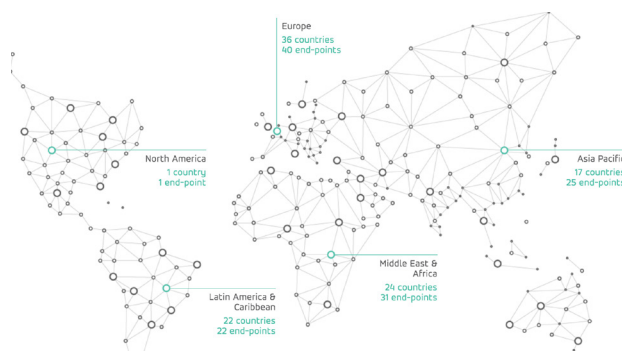 Europe
36 countries
40 end-points
North America
1 country
1 end-point
Asia Pacific
17 countries
25 end-points
Middle East &
Africa
24 countries
31 end-points
Latin America &
Caribbean
22 countries
22 end-points